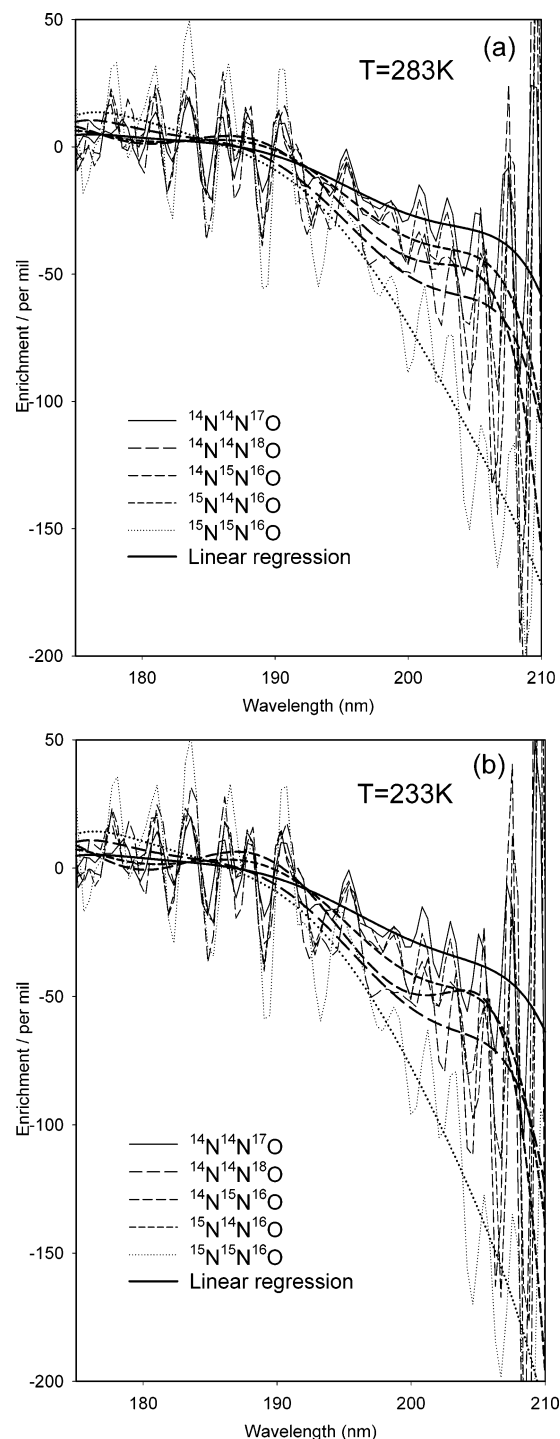 50
(a)
T=283K
0
-50
Enrichment / per mil
-100
¹⁴N¹⁴N¹⁷O
¹⁴N¹⁴N¹⁸O
¹⁴N¹⁵N¹⁶O
¹⁵N¹⁴N¹⁶O
¹⁵N¹⁵N¹⁶O
-150
Linear regression
-200
180 190 200 210
Wavelength (nm)
50
(b)
T=233K
0
-50
Enrichment / per mil
-100
¹⁴N¹⁴N¹⁷O
¹⁴N¹⁴N¹⁸O
¹⁴N¹⁵N¹⁶O
¹⁵N¹⁴N¹⁶O
¹⁵N¹⁵N¹⁶O
-150
Linear regression
-200
180 190 200 210
Wavelength (nm)